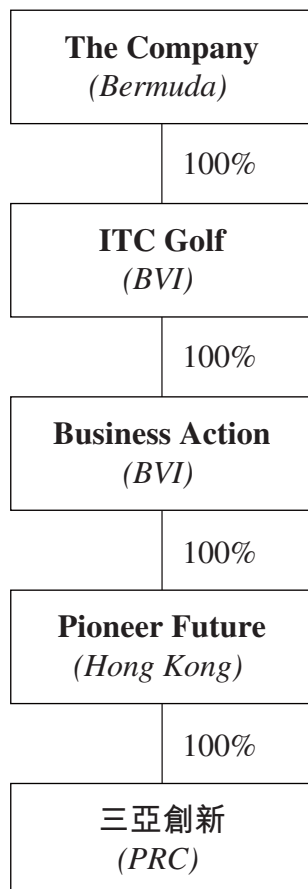 The Company
(Bermuda)
100%
ITC Golf
(BVI)
100%
Business Action
(BVI)
100%
Pioneer Future
(Hong Kong)
100%
三亞創新
(PRC)